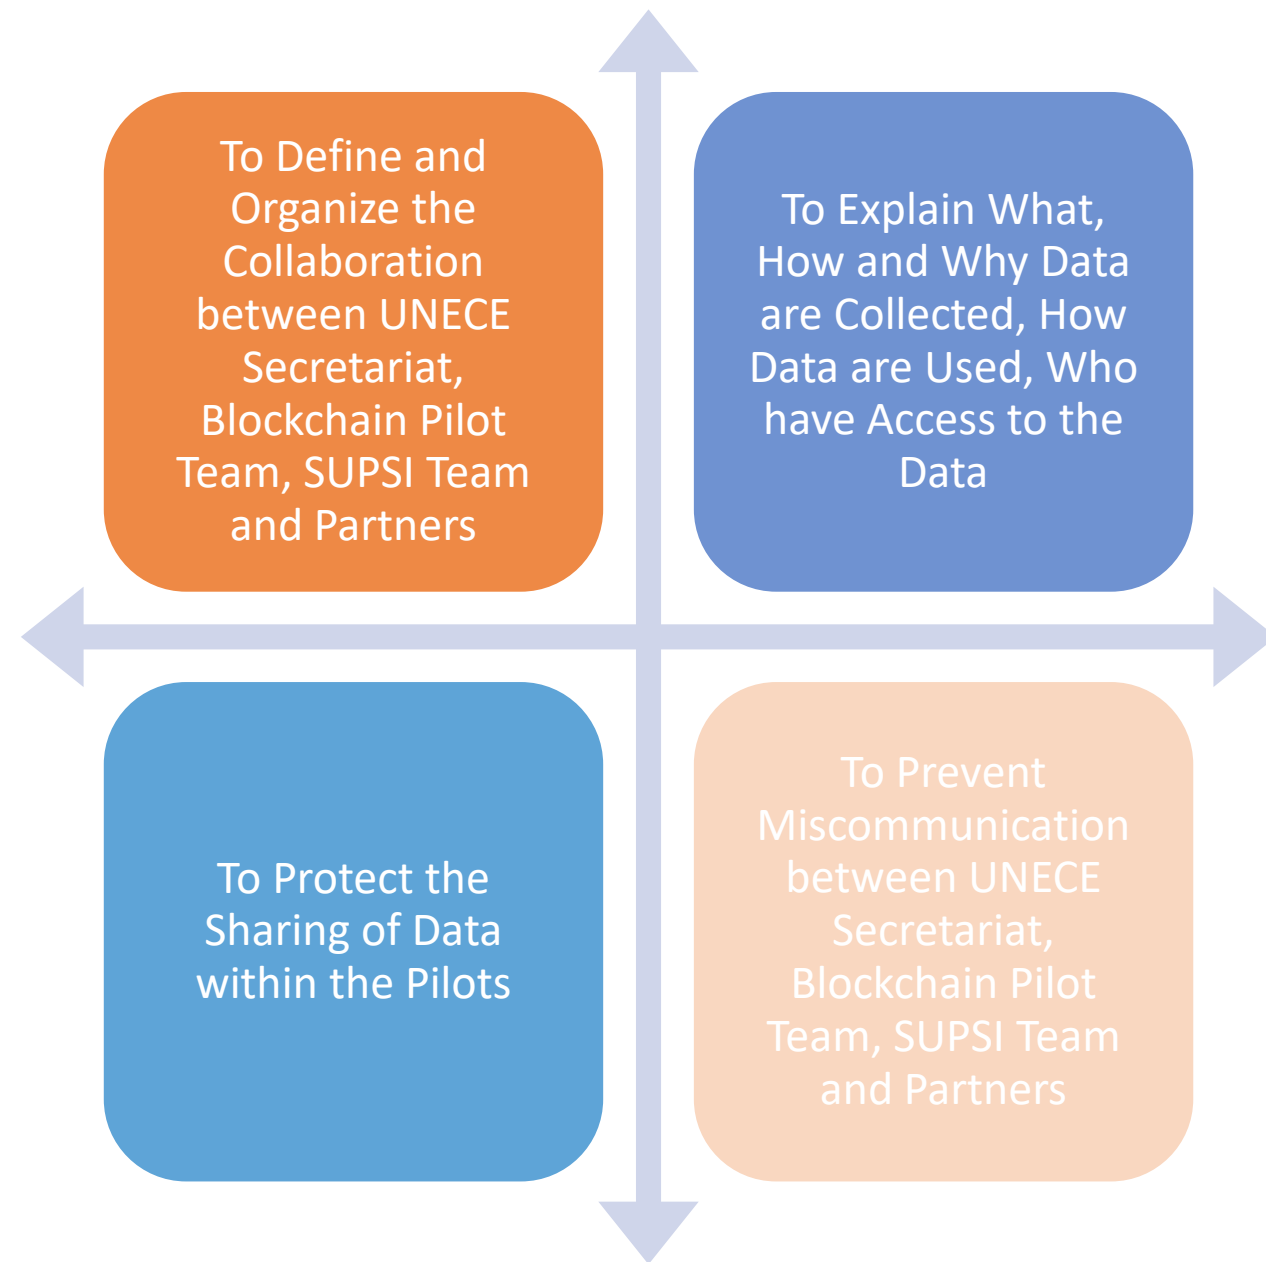 To Define and
Organize the
Collaboration
between UNECE
Secretariat,
Blockchain Pilot
Team, SUPSI Team
and Partners
To Explain What,
How and Why Data
are Collected, How
Data are Used, Who
have Access to the
Data
To Protect the
Sharing of Data
within the Pilots
To Prevent
Miscommunication
between UNECE
Secretariat,
Blockchain Pilot
Team, SUPSI Team
and Partners